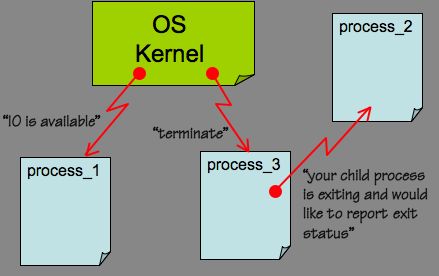 OS
Kernel
process_2
"IO is available"
"terminate"
process_1
process_3
"your child process
is exiting and would
like to report exit
status"